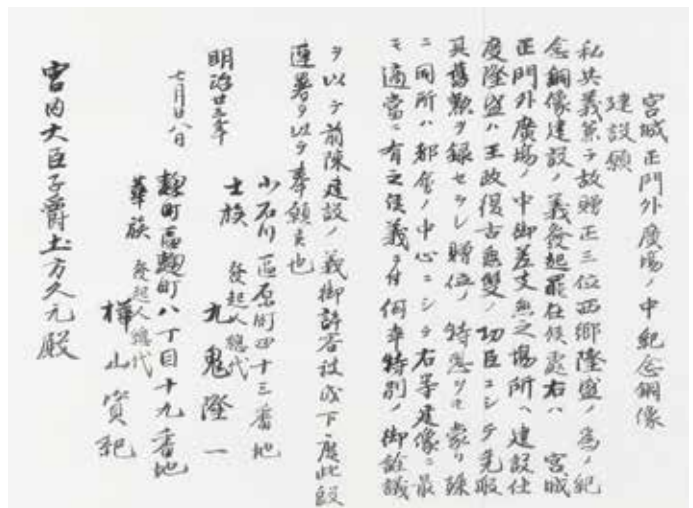 宮城正門外廣場ノ中紀念銅像
建設願
私共義兼テ故贈正三位西郷隆盛ノ為ノ紀
念銅像建設ノ義發起罷在候處右ハ 宮城
正門外廣場ノ中御差支無之場所ヘ建設仕
度隆盛ハ王政復古無雙ノ功臣ニシテ先般
其舊勲ヲ録セラレ贈位ノ特恩ヲモ蒙リ殊
ニ同所ハ都會ノ中心ニシテ右等建像ニ最
モ適當ニ有之候義ニ付何卒特別ノ御詮議
ヲ以テ前陳建設ノ義御許容被成下度此段
連署ヲ以テ奉願候也
小石川區原町四十三番地
士族 發起人總代
九鬼隆一
明治廿三年
七月廿八日
麹町區麹町八丁目十九番地
華族 發起人總代
樺山資紀
宮内大臣子爵土方久元殿